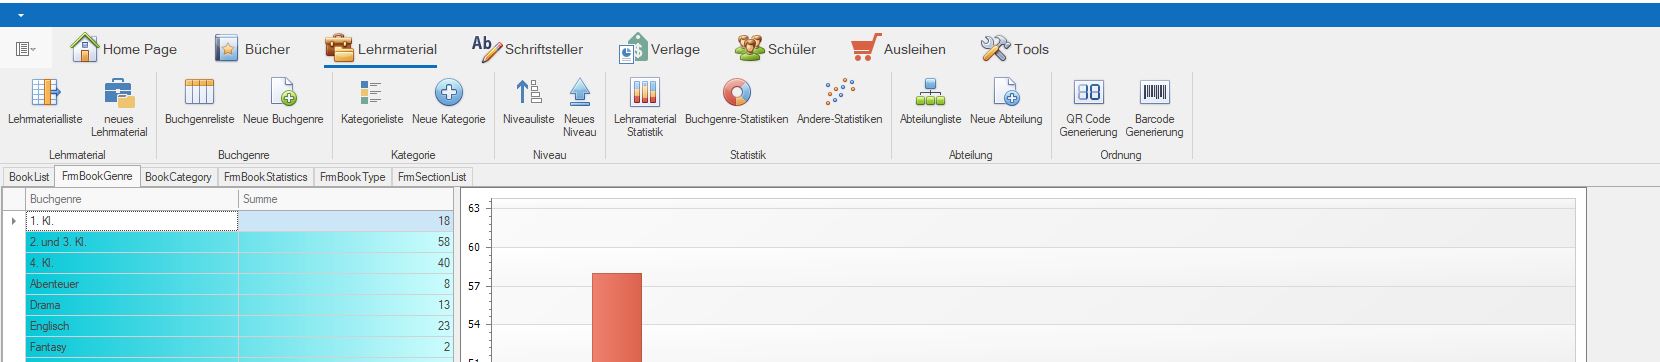 Home Page Bücher Lehrmaterial Ab Schriftsteller Verlage Schüler Ausleihen Tools
Lehrmaterialliste neues Lehrmaterial Buchgenreliste Neue Buchgenre Kategorieliste Neue Kategorie Niveauliste Neues Niveau Lehramaterial Statistik Buchgenre-Statistiken Andere-Statistiken Abteilungliste Neue Abteilung QR Code Generierung Barcode Generierung
Lehrmaterial Buchgenre Kategorie Niveau Statistik Abteilung Ordnung
BookList FrmBookGenre BookCategory FrmBookStatistics FrmBookType FrmSectionList
Buchgenre Summe
1. Kl. 18
2. und 3. Kl. 58
4. Kl. 40
Abenteuer 8
Drama 13
Englisch 23
Fantasy 2
63
60
57
54
51